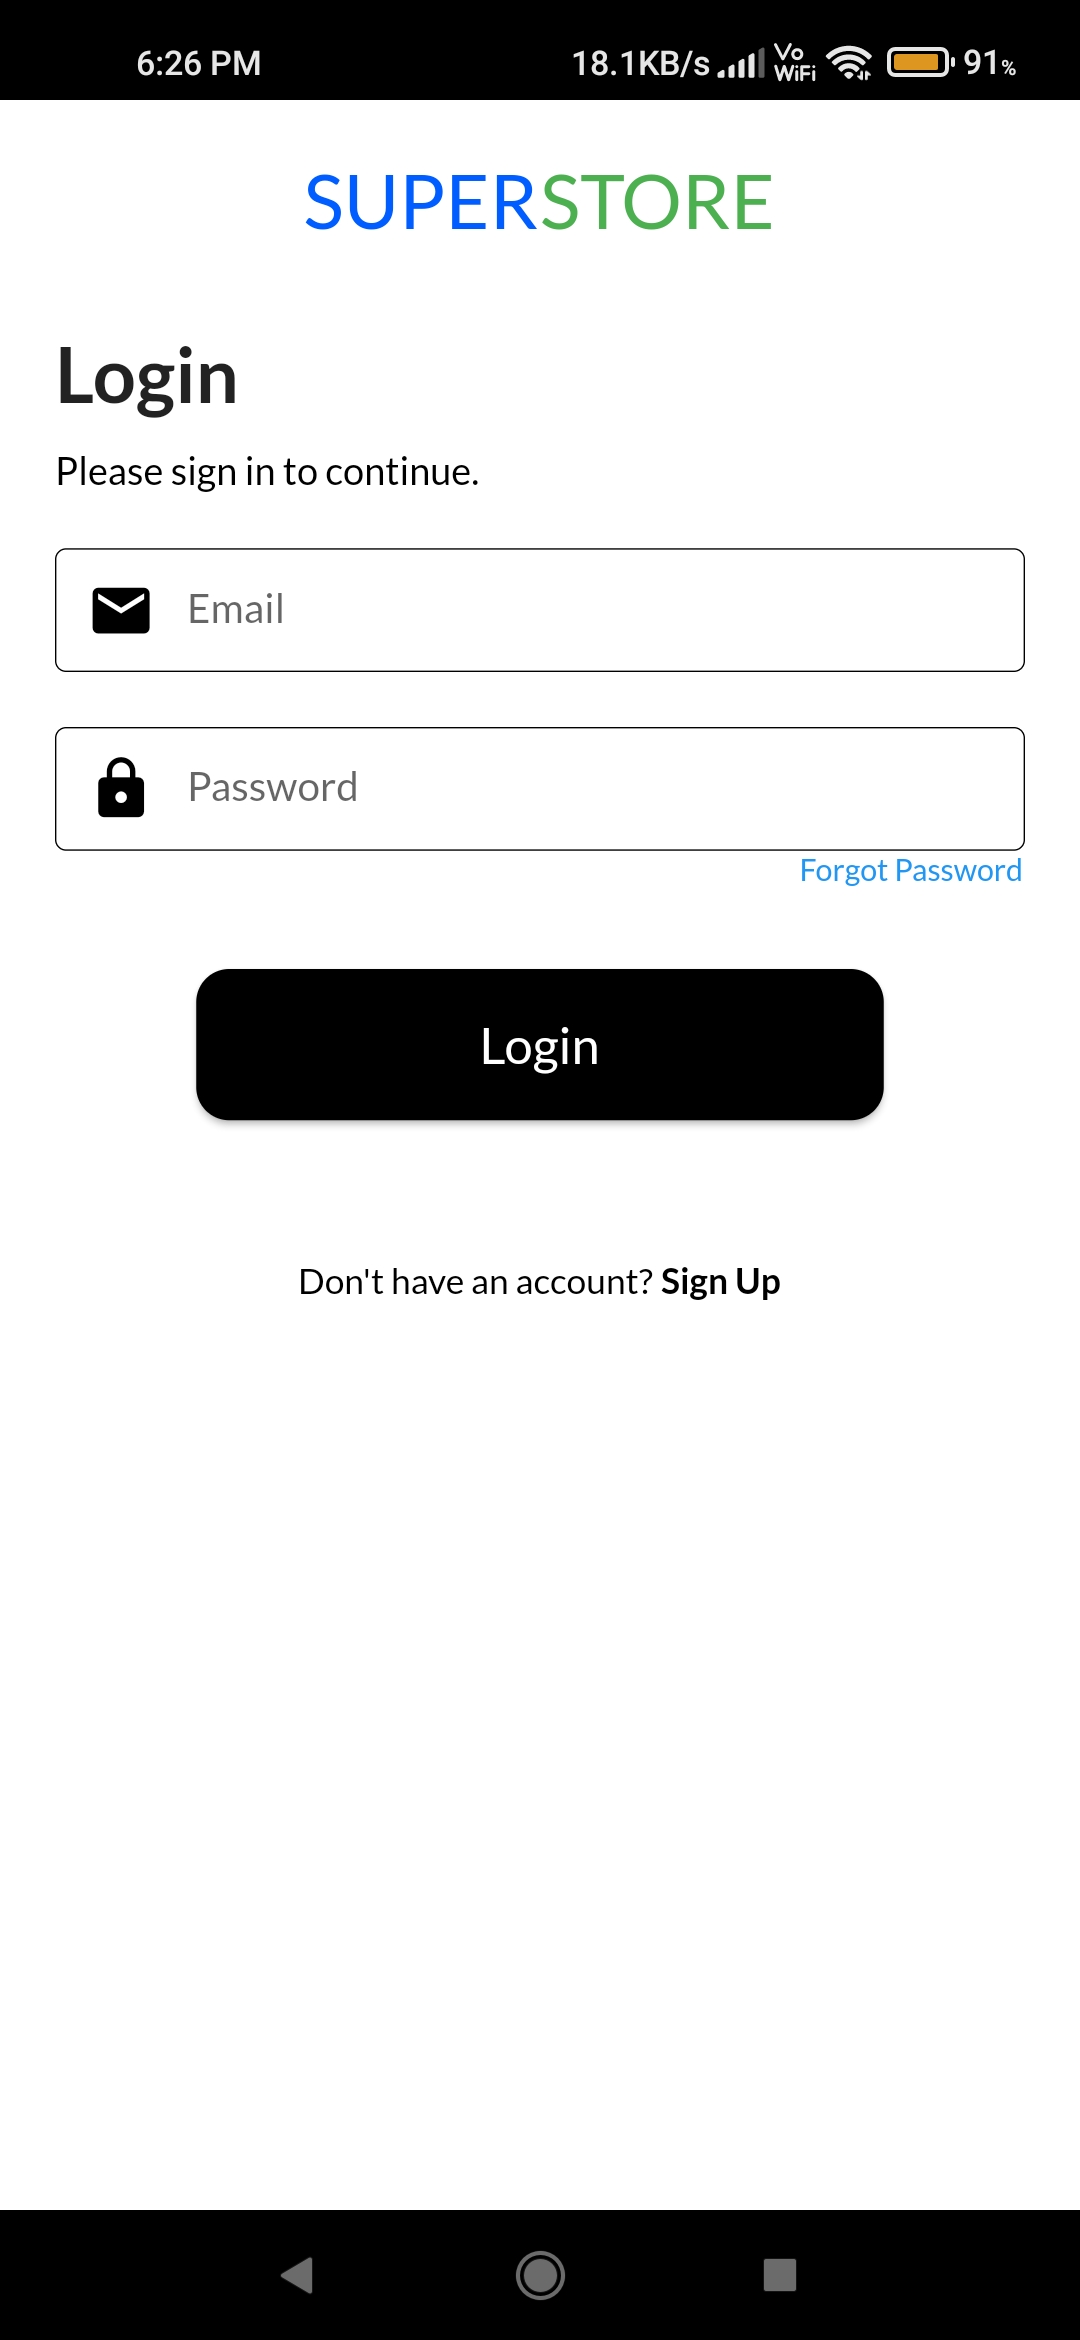 6:26 PM 18.1KB/s Vo WiFi 91%
SUPERSTORE
Login
Please sign in to continue.
Email
Password
Forgot Password
Login
Don't have an account? Sign Up